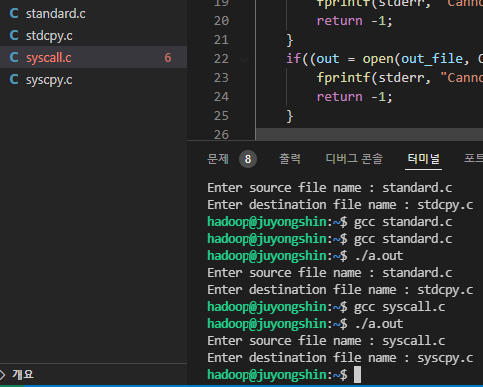 C standard.c
C stdcpy.c
C syscall.c 6
C syscpy.c
개요
19 fprintf(stderr, "Canno
20 return -1;
21 }
22 if((out = open(out_file, O
23 fprintf(stderr, "Canno
24 return -1;
25 }
26
문제 8 출력 디버그 콘솔 터미널 포트
Enter source file name : standard.c
Enter destination file name : stdcpy.c
hadoop@juyongshin:~$ gcc standard.c
hadoop@juyongshin:~$ gcc standard.c
hadoop@juyongshin:~$ ./a.out
Enter source file name : standard.c
Enter destination file name : stdcpy.c
hadoop@juyongshin:~$ gcc syscall.c
hadoop@juyongshin:~$ ./a.out
Enter source file name : syscall.c
Enter destination file name : syscpy.c
hadoop@juyongshin:~$